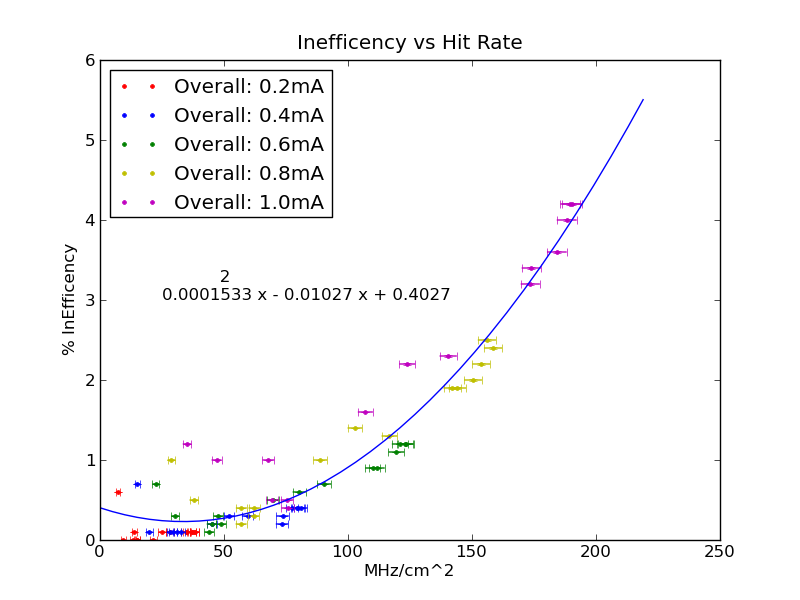 Inefficency vs Hit Rate
6
5
4
3
2
1
0
% InEfficency
Overall: 0.2mA
Overall: 0.4mA
Overall: 0.6mA
Overall: 0.8mA
Overall: 1.0mA
2
0.0001533 x - 0.01027 x + 0.4027
0 50 100 150 200 250
MHz/cm^2